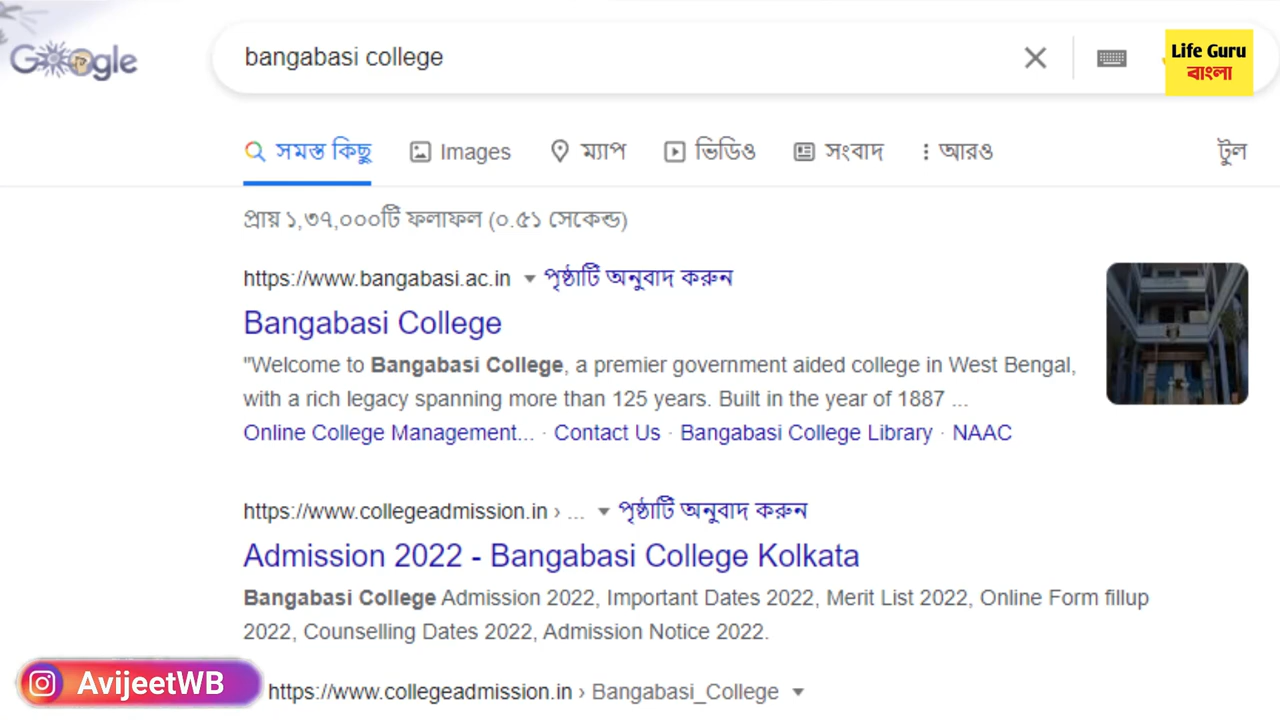 Google
bangabasi college
Life Guru
বাংলা
সমস্ত কিছু Images ম্যাপ ভিডিও সংবাদ আরও টুল
প্রায় ১,৩৭,০০০টি ফলাফল (০.৫১ সেকেন্ড)
https://www.bangabasi.ac.in পৃষ্ঠাটি অনুবাদ করুন
Bangabasi College
"Welcome to Bangabasi College, a premier government aided college in West Bengal,
with a rich legacy spanning more than 125 years. Built in the year of 1887 ...
Online College Management... · Contact Us · Bangabasi College Library · NAAC
https://www.collegeadmission.in › ... পৃষ্ঠাটি অনুবাদ করুন
Admission 2022 - Bangabasi College Kolkata
Bangabasi College Admission 2022, Important Dates 2022, Merit List 2022, Online Form fillup
2022, Counselling Dates 2022, Admission Notice 2022.
AvijeetWB
https://www.collegeadmission.in › Bangabasi_College